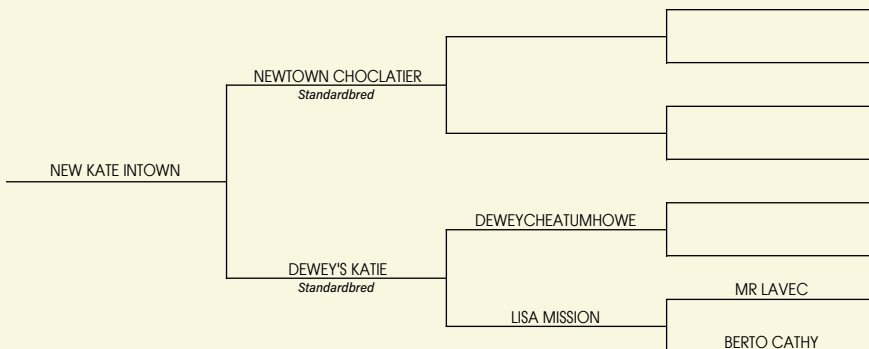 NEWTOWN CHOCLATIER
Standardbred
NEW KATE INTOWN
DEWEYCHEATUMHOWE
DEWEY'S KATIE
Standardbred
MR LAVEC
LISA MISSION
BERTO CATHY